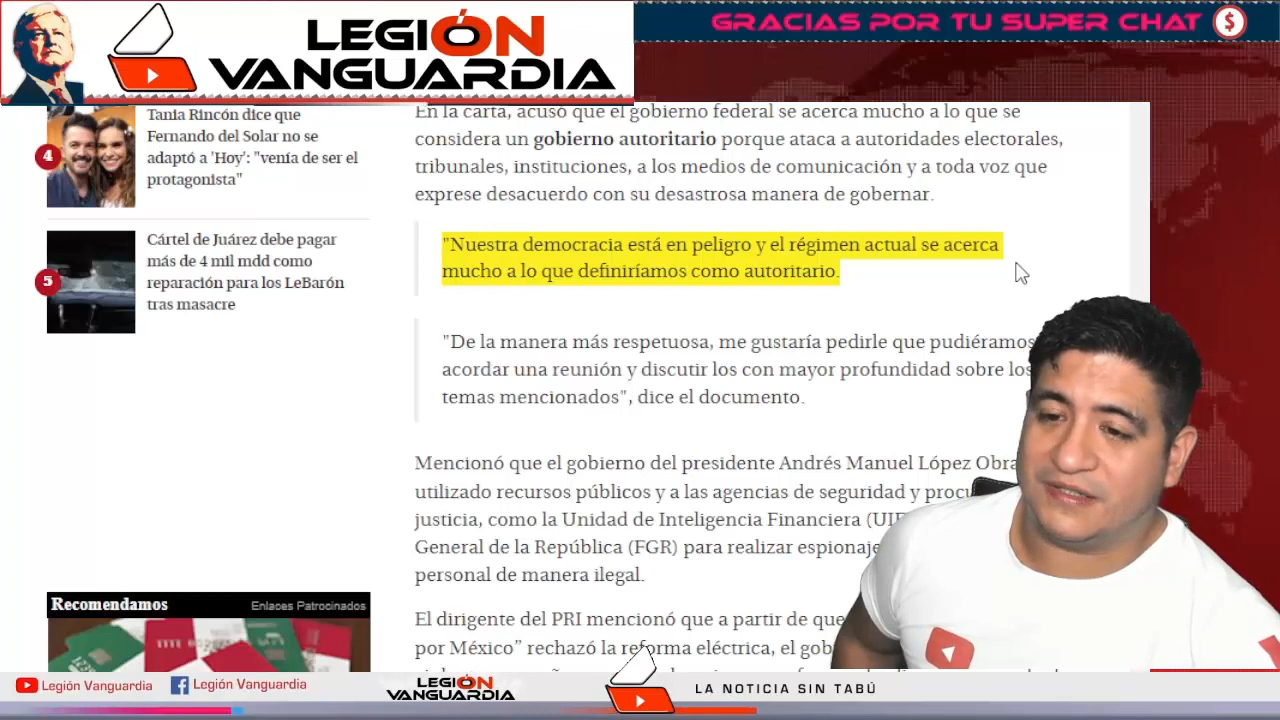 LEGIÓN
VANGUARDIA
GRACIAS POR TU SUPER CHAT
$
4
Tania Rincón dice que
Fernando del Solar no se
adaptó a 'Hoy': "venía de ser el
protagonista"
5
Cártel de Juárez debe pagar
más de 4 mil mdd como
reparación para los LeBarón
tras masacre
Recomendamos
Enlaces Patrocinados
En la carta, acusó que el gobierno federal se acerca mucho a lo que se
considera un gobierno autoritario porque ataca a autoridades electorales,
tribunales, instituciones, a los medios de comunicación y a toda voz que
exprese desacuerdo con su desastrosa manera de gobernar.
"Nuestra democracia está en peligro y el régimen actual se acerca
mucho a lo que definiríamos como autoritario.
"De la manera más respetuosa, me gustaría pedirle que pudiéramos
acordar una reunión y discutir los con mayor profundidad sobre los
temas mencionados", dice el documento.
Mencionó que el gobierno del presidente Andrés Manuel López
utilizado recursos públicos y a las agencias de seguridad y
justicia, como la Unidad de Inteligencia Financiera
General de la República (FGR) para realizar espionaje
personal de manera ilegal.
El dirigente del PRI mencionó que a partir de que
por México” rechazó la reforma eléctrica, el
Legión Vanguardia
Legión Vanguardia
LEGIÓN
VANGUARDIA
LA NOTICIA SIN TABÚ